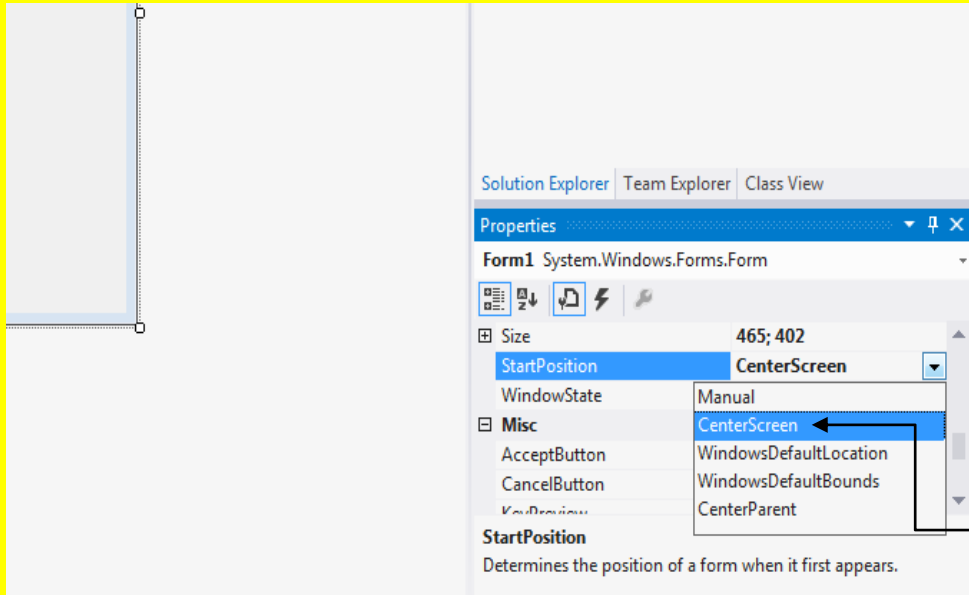 Solution Explorer Team Explorer Class View
Properties
Form1 System.Windows.Forms.Form
Size 465; 402
StartPosition CenterScreen
WindowState
Manual
Misc
CenterScreen
AcceptButton
WindowsDefaultLocation
CancelButton
WindowsDefaultBounds
KeyPreview
CenterParent
StartPosition
Determines the position of a form when it first appears.